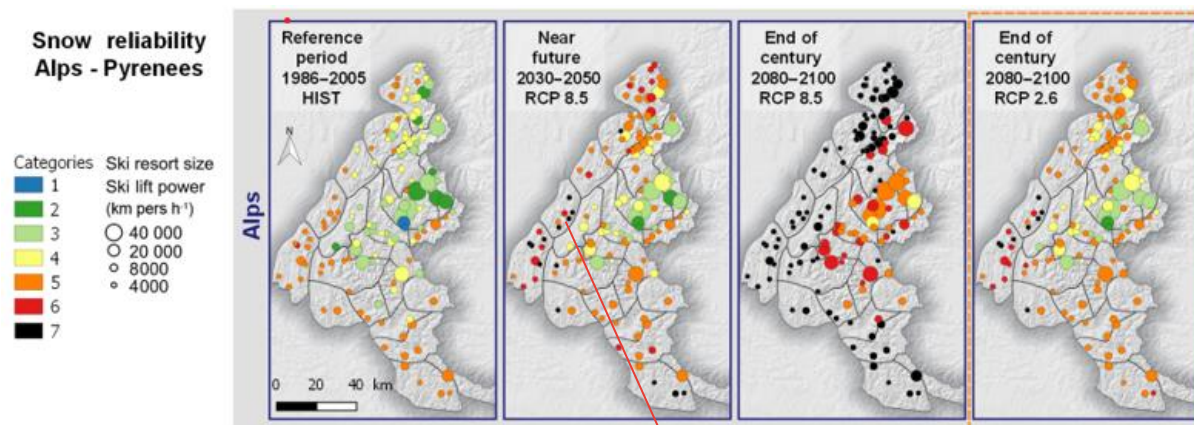 Snow reliability
Alps - Pyrenees
Categories
1
2
3
4
5
6
7
Ski resort size
Ski lift power
(km pers h⁻¹)
40 000
20 000
8000
4000
Alps
Reference
period
1986–2005
HIST
N
0 20 40 km
Near
future
2030–2050
RCP 8.5
End of
century
2080–2100
RCP 8.5
End of
century
2080–2100
RCP 2.6